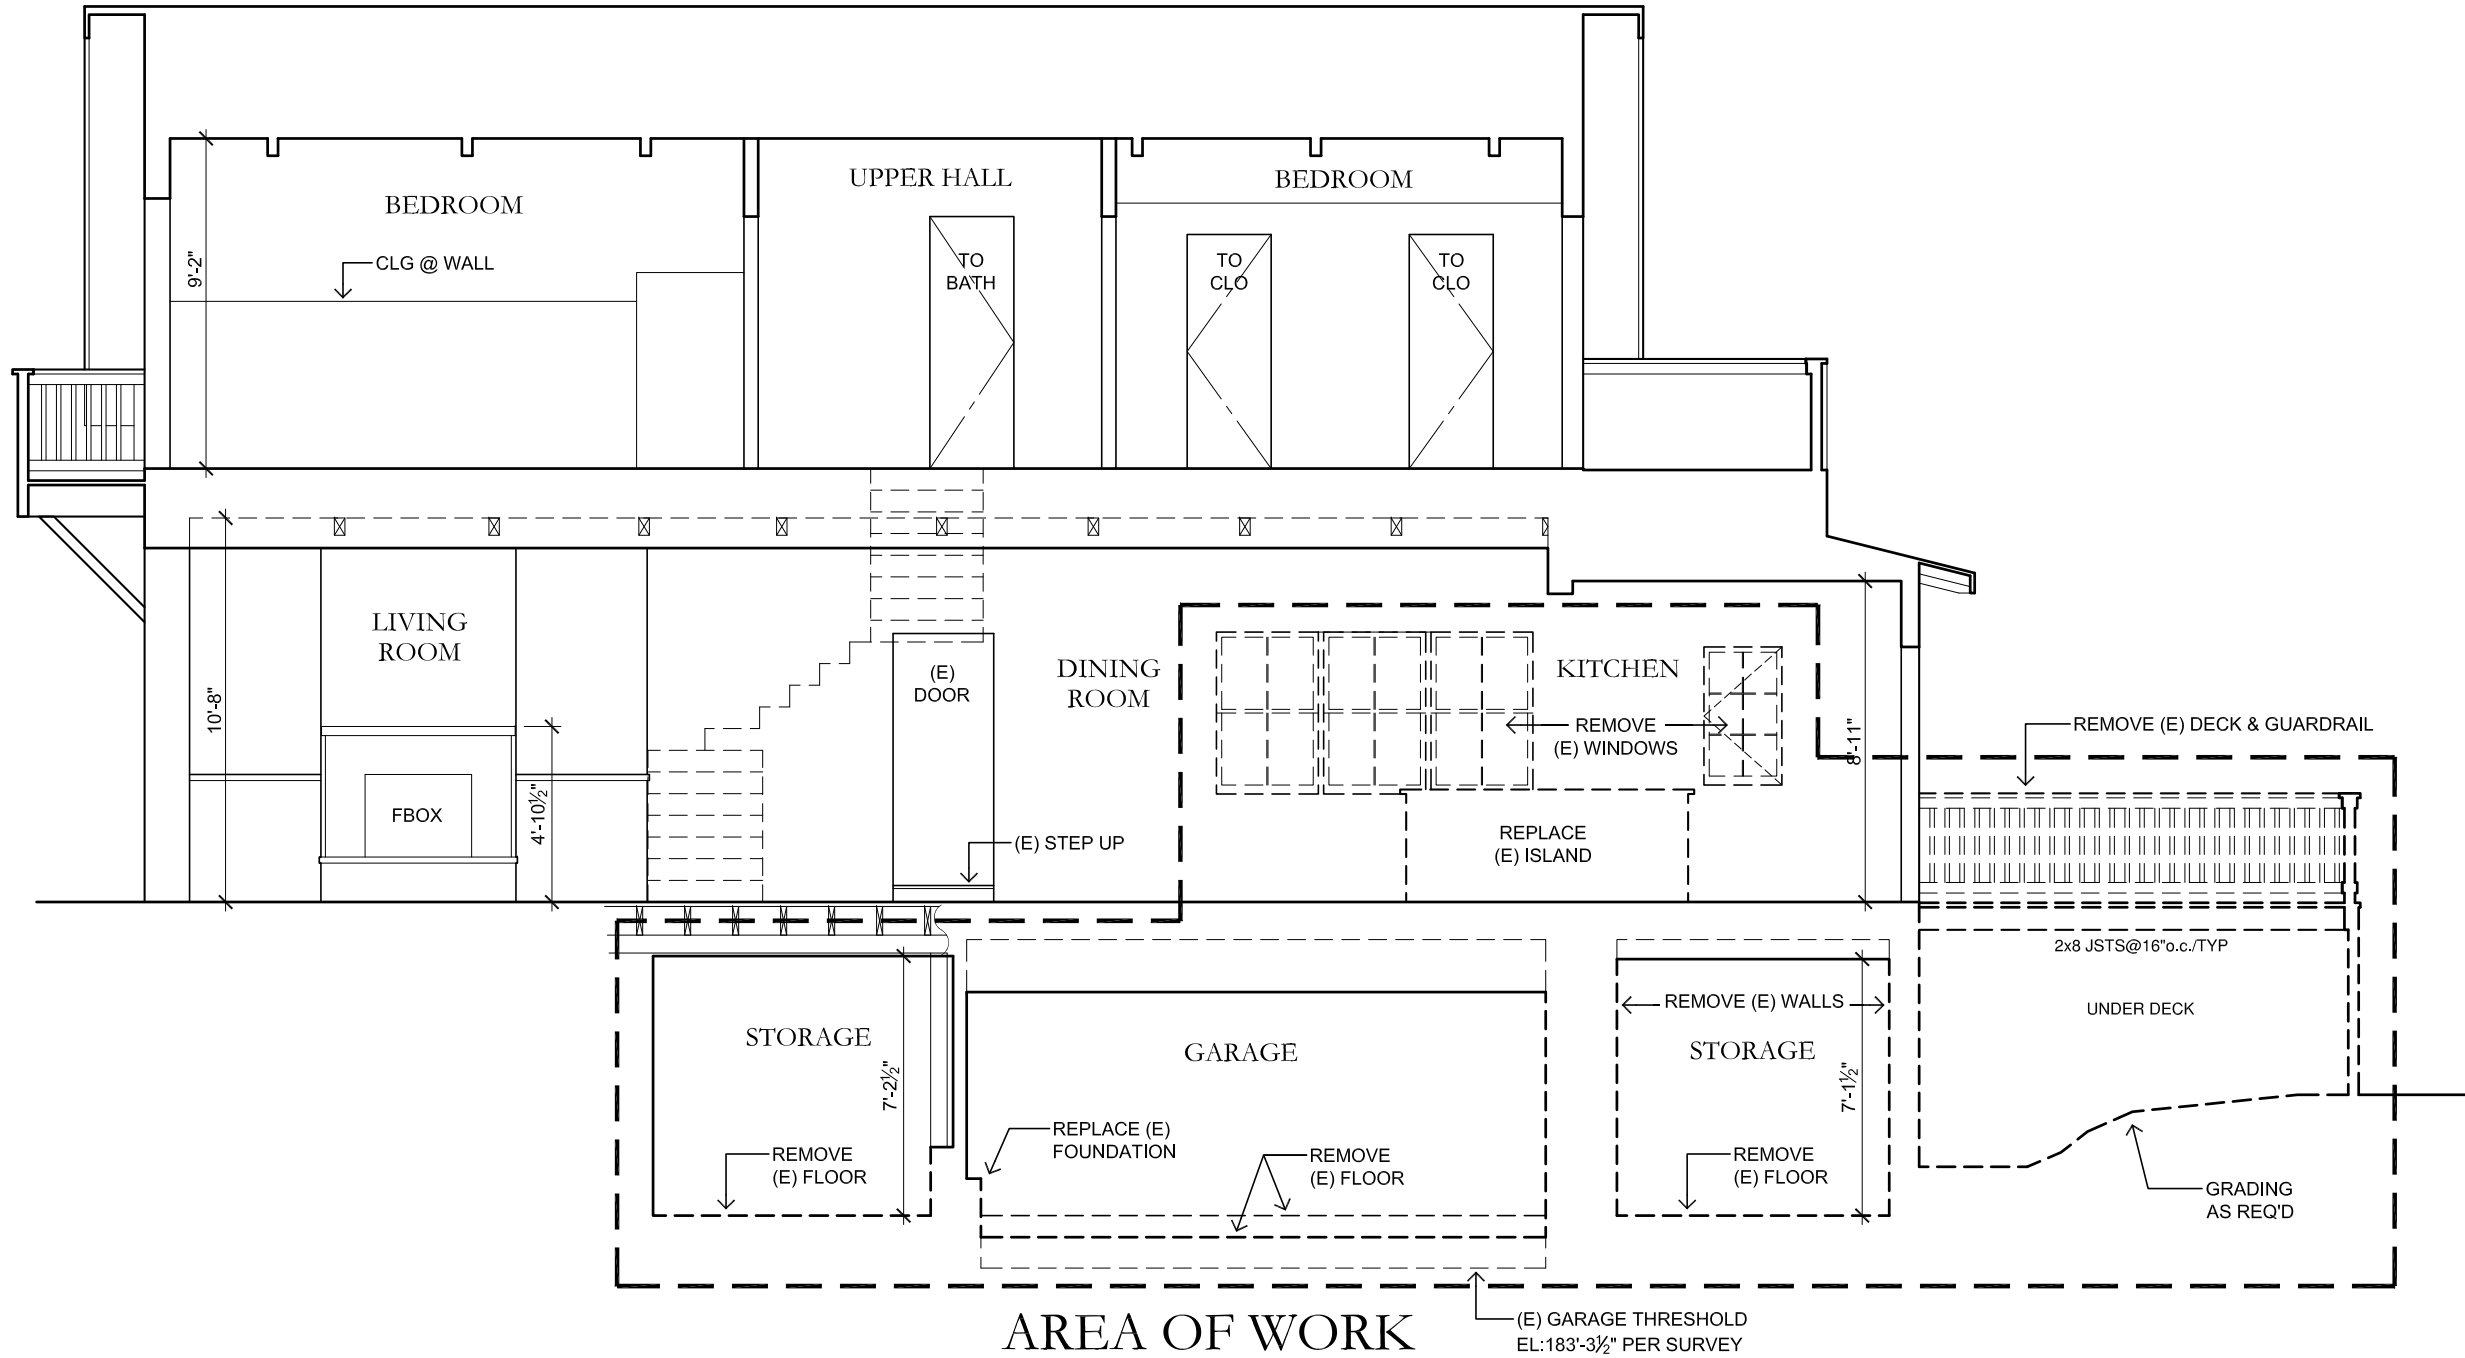 UPPER HALL
BEDROOM
BEDROOM
CLG @ WALL
9'-2"
TO
BATH
TO
CLO
TO
CLO
LIVING
ROOM
10'-8"
(E)
DOOR
DINING
ROOM
KITCHEN
REMOVE
(E) WINDOWS
8'-11"
REMOVE (E) DECK & GUARDRAIL
FBOX
4'-10½"
(E) STEP UP
REPLACE
(E) ISLAND
2x8 JSTS@16"o.c./TYP
REMOVE (E) WALLS
UNDER DECK
STORAGE
GARAGE
STORAGE
7'-2½"
7'-1½"
REPLACE (E)
FOUNDATION
REMOVE
(E) FLOOR
REMOVE
(E) FLOOR
REMOVE
(E) FLOOR
GRADING
AS REQ'D
AREA OF WORK
(E) GARAGE THRESHOLD
EL:183'-3½" PER SURVEY